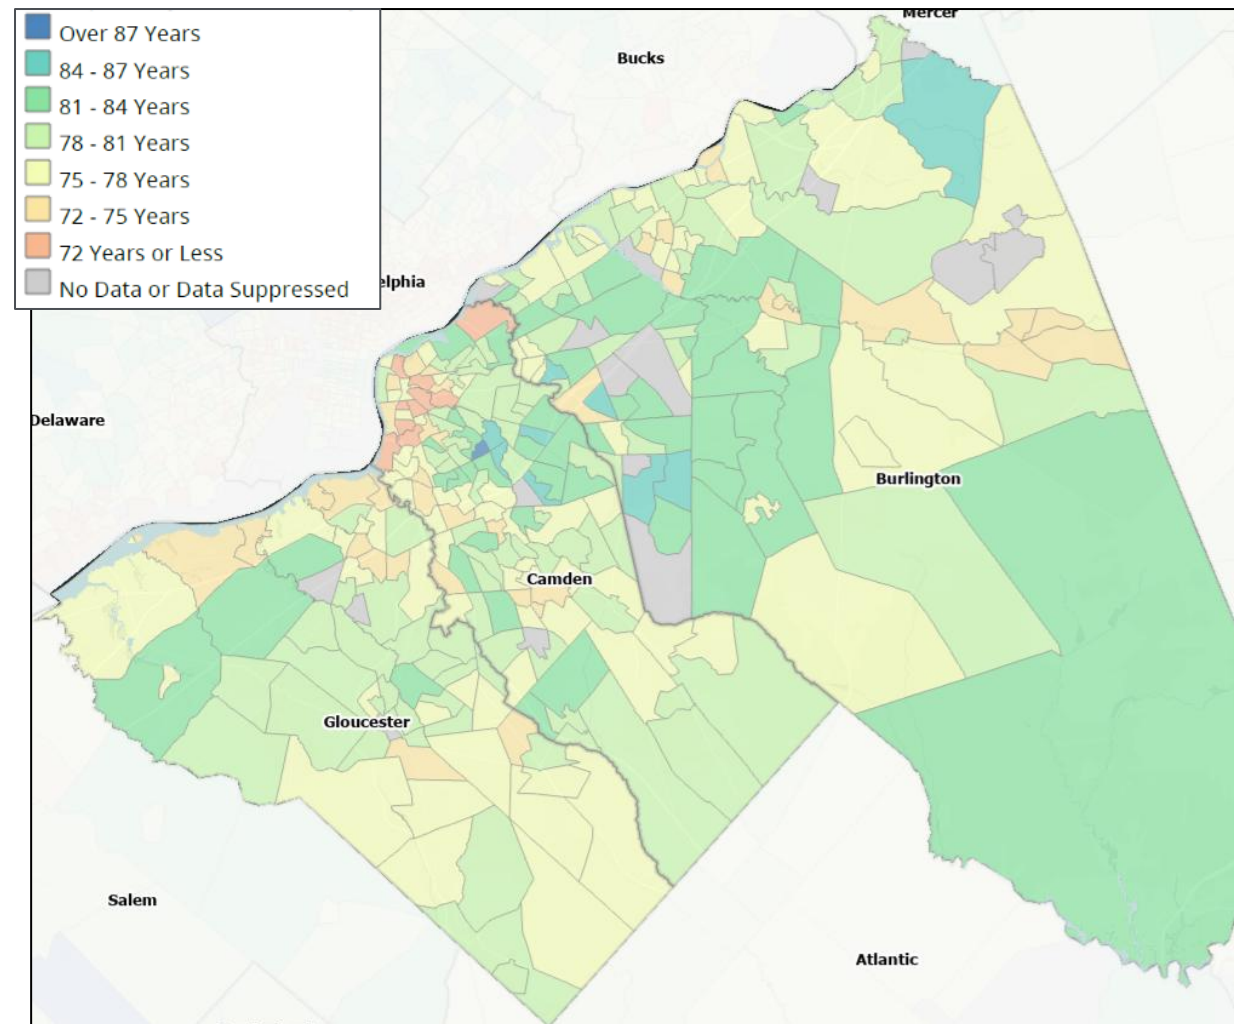 Over 87 Years
84 - 87 Years
81 - 84 Years
78 - 81 Years
75 - 78 Years
72 - 75 Years
72 Years or Less
No Data or Data Suppressed
Mercer
Bucks
elphia
Delaware
Burlington
Camden
Gloucester
Salem
Atlantic